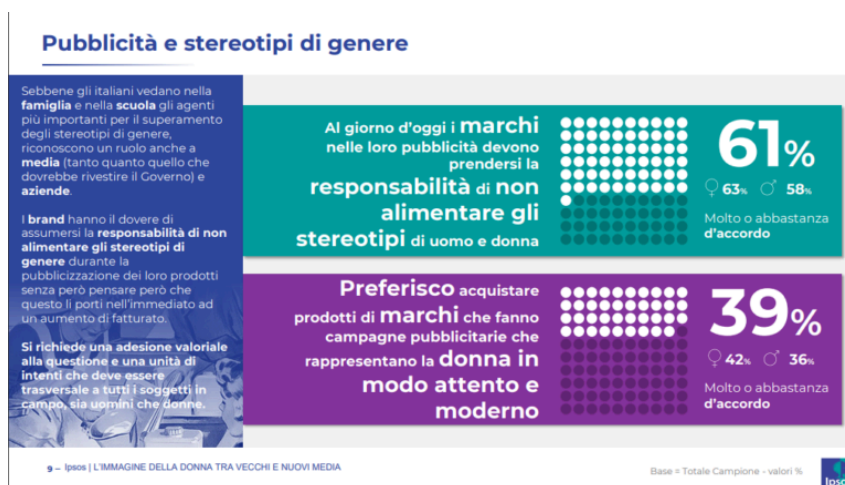 Pubblicità e stereotipi di genere
Sebbene gli italiani vedano nella
famiglia e nella scuola gli agenti
più importanti per il superamento
degli stereotipi di genere,
riconoscono un ruolo anche a
media (tanto quanto quello che
dovrebbe rivestire il Governo) e
aziende.
I brand hanno il dovere di
assumersi la responsabilità di non
alimentare gli stereotipi di
genere durante la
pubblicizzazione dei loro prodotti
senza però pensare però che
questo li porti nell'immediato ad
un aumento di fatturato.
Si richiede una adesione valoriale
alla questione e una unità di
intenti che deve essere
trasversale a tutti i soggetti in
campo, sia uomini che donne.
Al giorno d'oggi i marchi
nelle loro pubblicità devono
prendersi la
responsabilità di non
alimentare gli
stereotipi di uomo e donna
61%
♀ 63% ♂ 58%
Molto o abbastanza
d'accordo
Preferisco acquistare
prodotti di marchi che fanno
campagne pubblicitarie che
rappresentano la donna in
modo attento e
moderno
39%
♀ 42% ♂ 36%
Molto o abbastanza
d'accordo
9 – Ipsos | L'IMMAGINE DELLA DONNA TRA VECCHI E NUOVI MEDIA
Base = Totale Campione - valori %
Ipsos